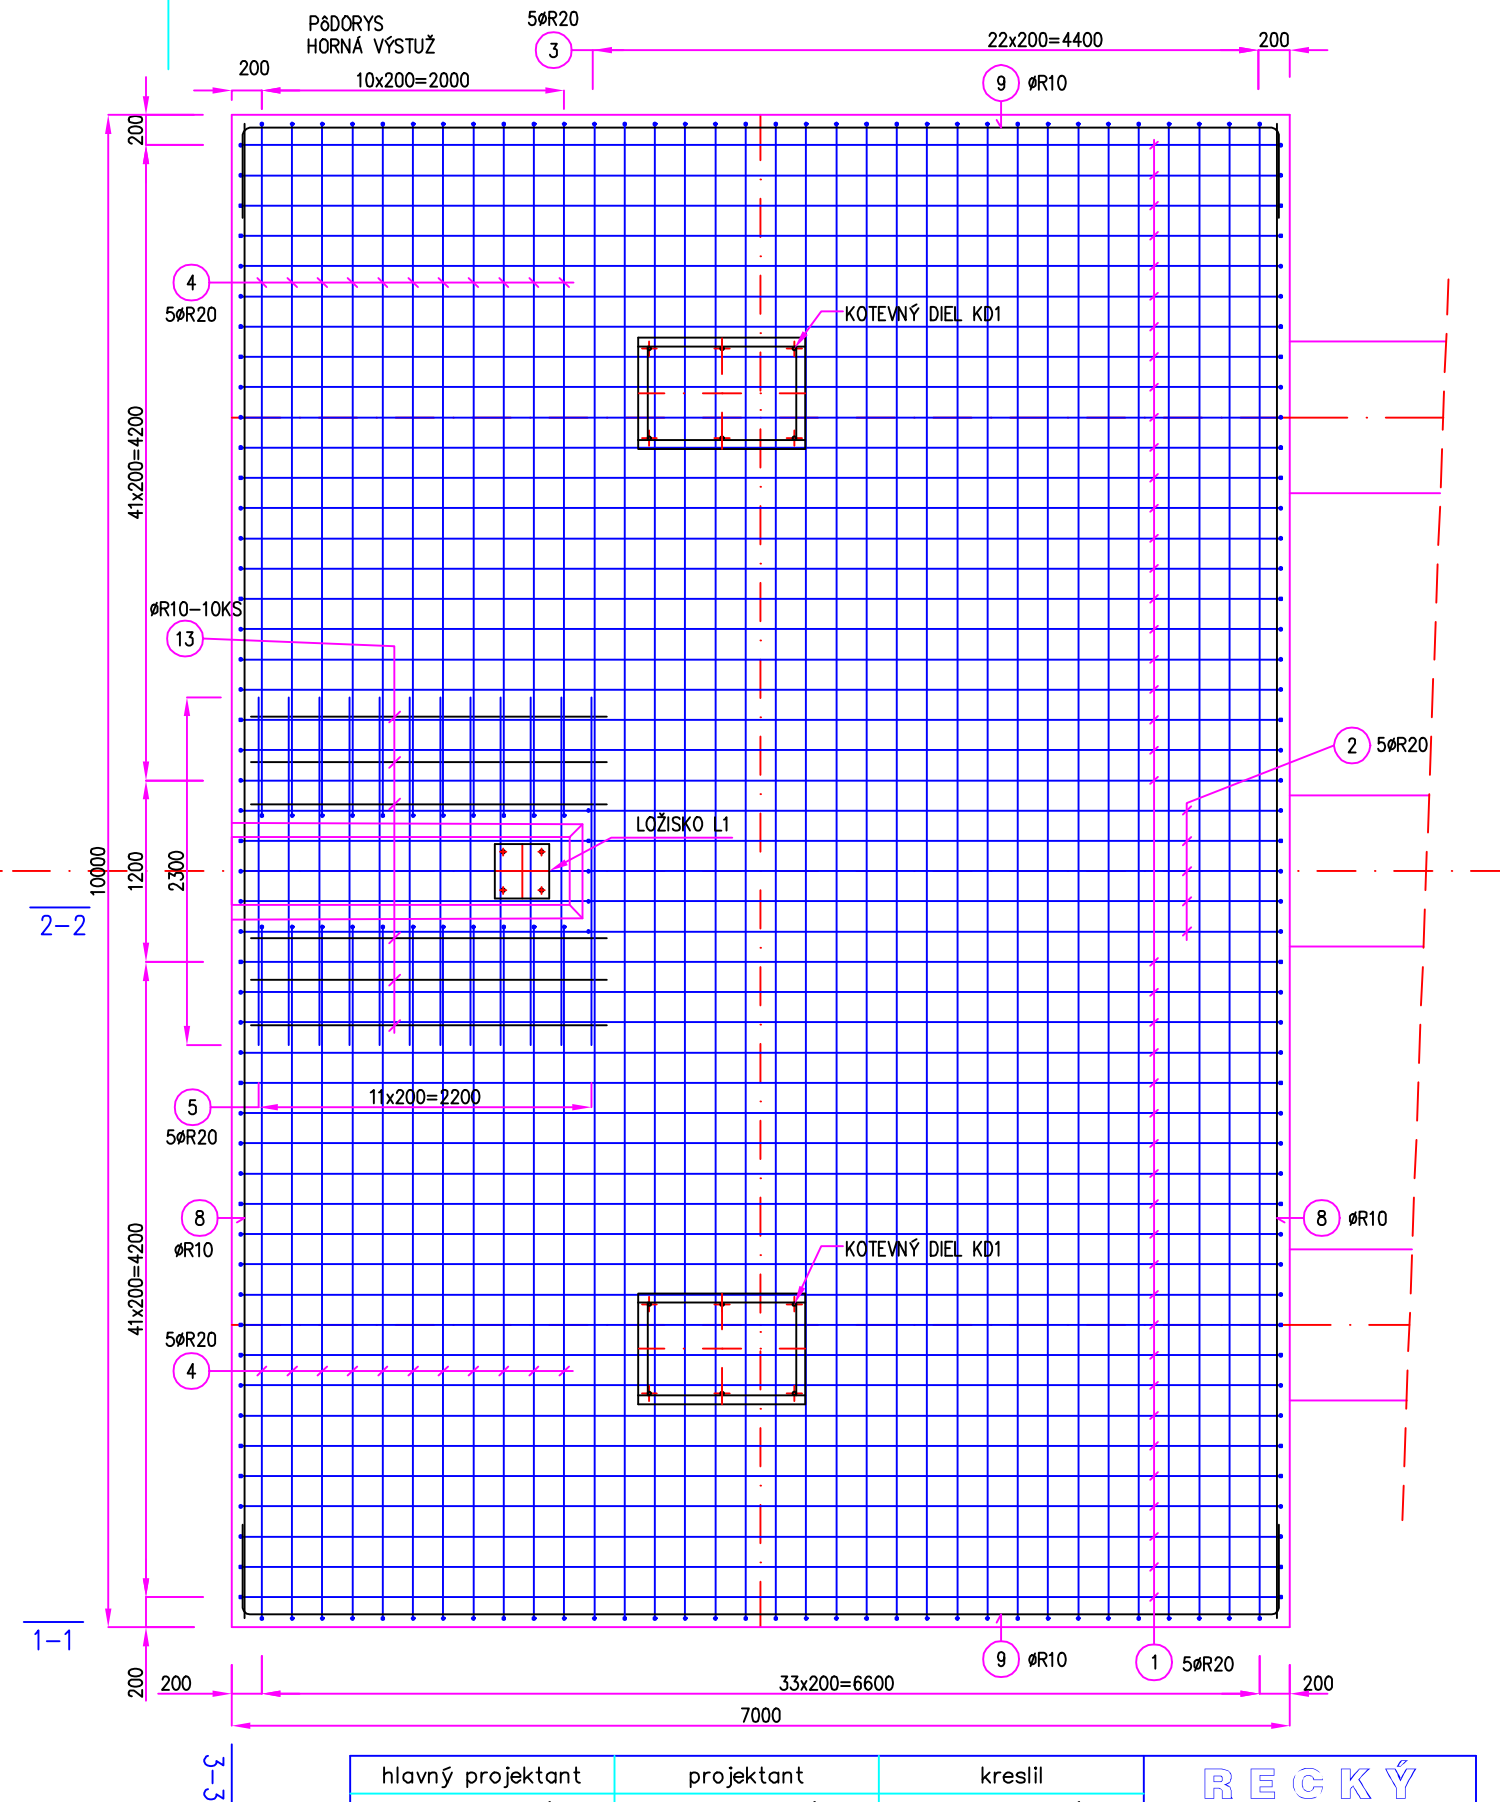 PôDORYS
HORNÁ VÝSTUŽ
5øR20
3
22x200=4400
200
200
10x200=2000
9 øR10
200
4
5øR20
KOTEVNÝ DIEL KD1
41x200=4200
øR10-10KS
13
2 5øR20
LOŽISKO L1
10000
1200
2300
2-2
11x200=2200
5
5øR20
8
øR10
8 øR10
KOTEVNÝ DIEL KD1
41x200=4200
5øR20
4
1-1
9 øR10
1 5øR20
200
200
33x200=6600
200
7000
3-3
hlavný projektant
projektant
kreslil
RECKÝ